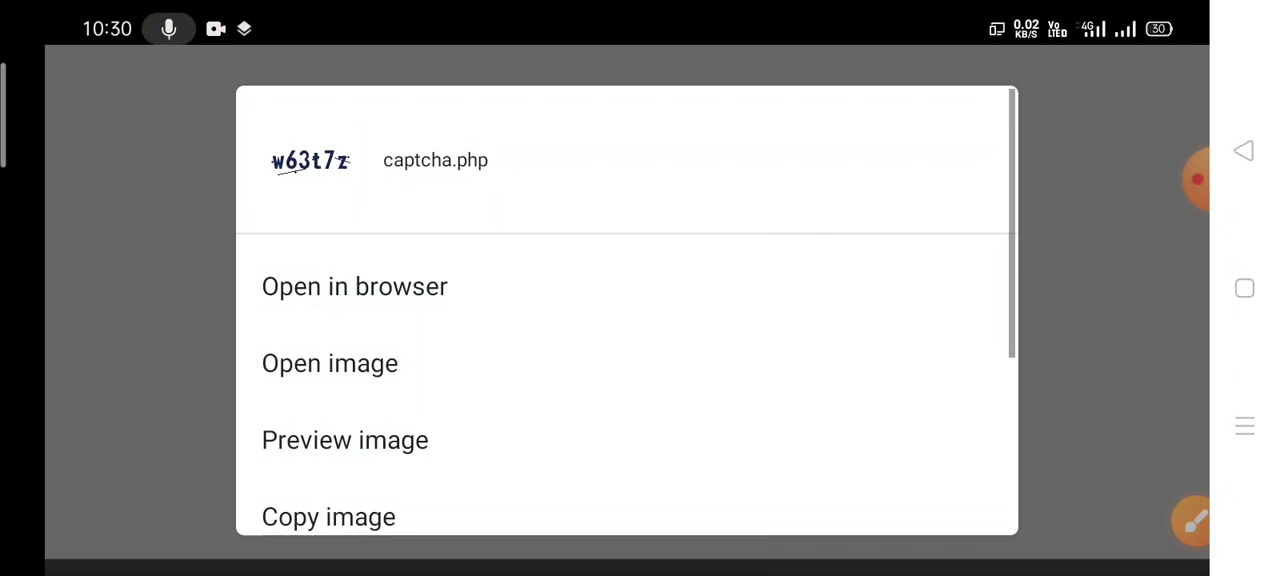 10:30
0.02 KB/S Vo LTED 4G 30
w63t7z captcha.php
Open in browser
Open image
Preview image
Copy image